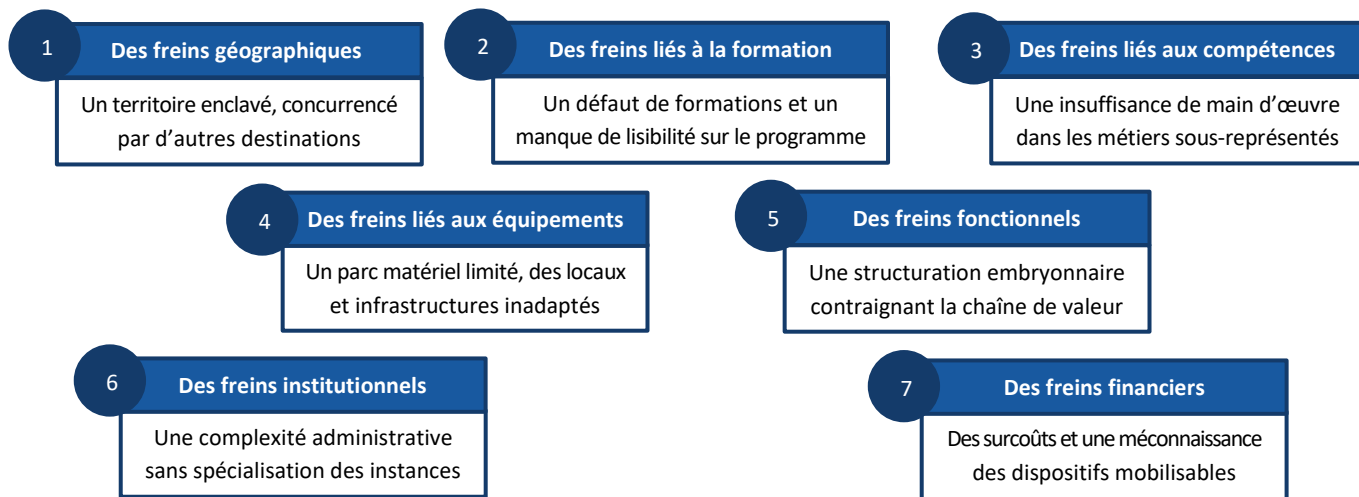 1
Des freins géographiques
Un territoire enclavé, concurrencé
par d'autres destinations
2
Des freins liés à la formation
Un défaut de formations et un
manque de lisibilité sur le programme
3
Des freins liés aux compétences
Une insuffisance de main d'œuvre
dans les métiers sous-représentés
4
Des freins liés aux équipements
Un parc matériel limité, des locaux
et infrastructures inadaptés
5
Des freins fonctionnels
Une structuration embryonnaire
contraignant la chaîne de valeur
6
Des freins institutionnels
Une complexité administrative
sans spécialisation des instances
7
Des freins financiers
Des surcoûts et une méconnaissance
des dispositifs mobilisables